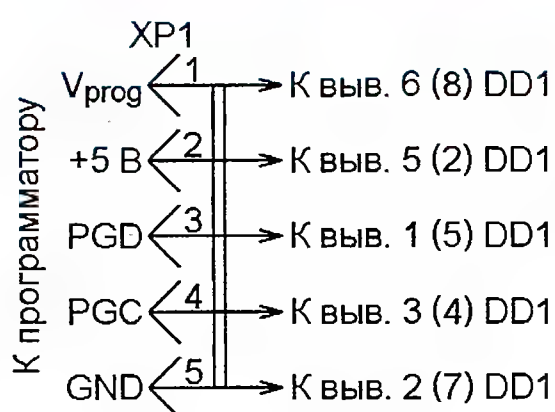 XP1
К программатору
Vprog 1 К выв. 6 (8) DD1
+5 В 2 К выв. 5 (2) DD1
PGD 3 К выв. 1 (5) DD1
PGC 4 К выв. 3 (4) DD1
GND 5 К выв. 2 (7) DD1